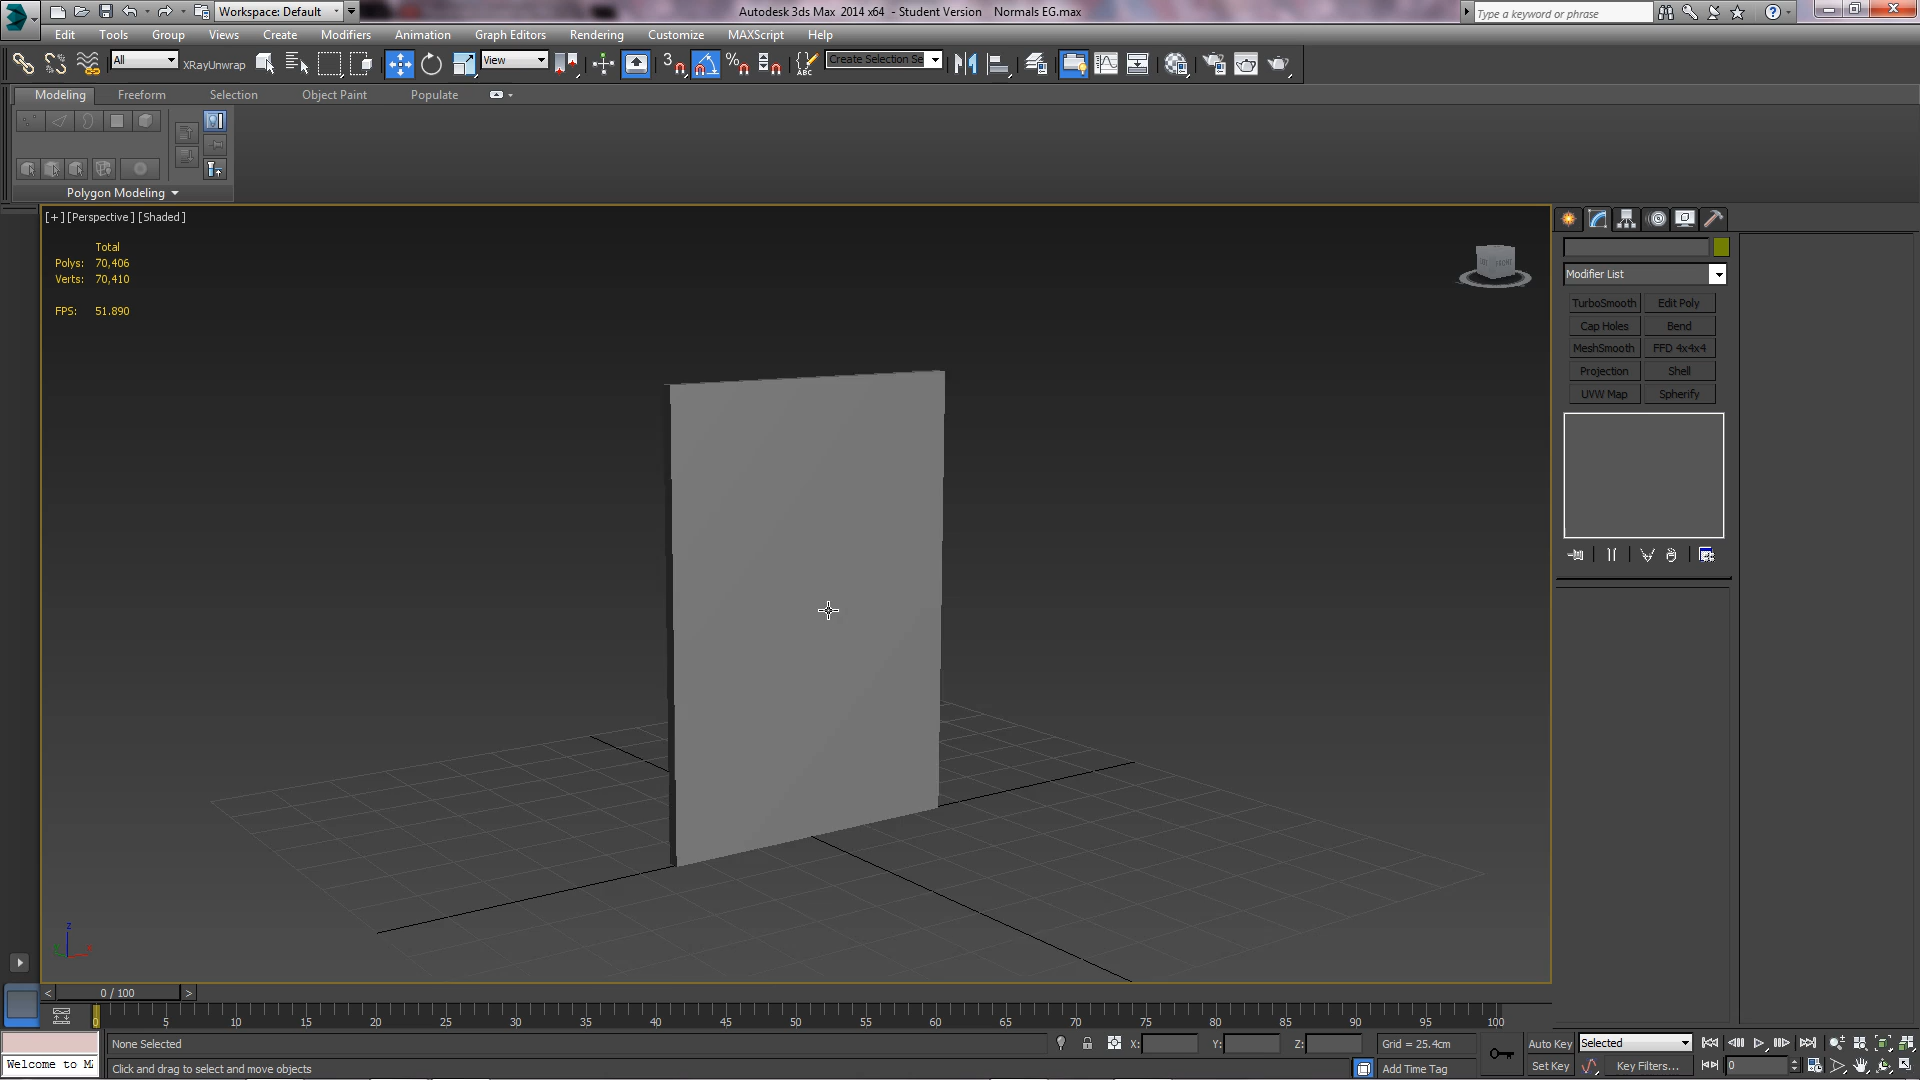 Workspace: Default
Autodesk 3ds Max 2014 x64 - Student Version Normals EG.max
Type a keyword or phrase
Edit Tools Group Views Create Modifiers Animation Graph Editors Rendering Customize MAXScript Help
All XRayUnwrap View 3 % ABC Create Selection Se
Modeling Freeform Selection Object Paint Populate
Polygon Modeling
[+] [Perspective] [Shaded]
Total
Polys: 70,406
Verts: 70,410
FPS: 51.890
Modifier List
TurboSmooth Edit Poly
Cap Holes Bend
MeshSmooth FFD 4x4x4
Projection Shell
UVW Map Spherify
z
< 0 / 100 >
0 5 10 15 20 25 30 35 40 45 50 55 60 65 70 75 80 85 90 95 100
None Selected X: Y: Z: Grid = 25.4cm Auto Key Selected
Welcome to M
Click and drag to select and move objects Add Time Tag Set Key Key Filters... 0